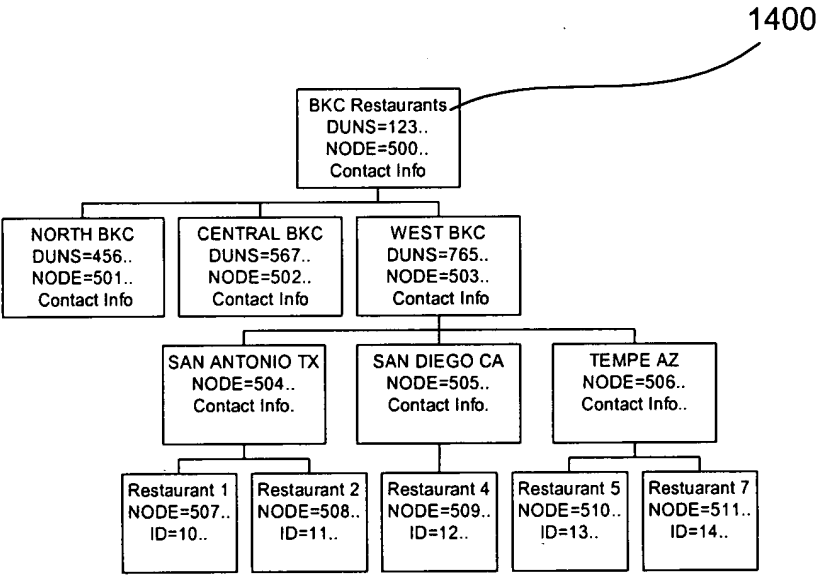 1400
BKC Restaurants
DUNS=123..
NODE=500..
Contact Info
NORTH BKC
DUNS=456..
NODE=501..
Contact Info
CENTRAL BKC
DUNS=567..
NODE=502..
Contact Info
WEST BKC
DUNS=765..
NODE=503..
Contact Info
SAN ANTONIO TX
NODE=504..
Contact Info.
SAN DIEGO CA
NODE=505..
Contact Info.
TEMPE AZ
NODE=506..
Contact Info..
Restaurant 1
NODE=507..
ID=10..
Restaurant 2
NODE=508..
ID=11..
Restaurant 4
NODE=509..
ID=12..
Restaurant 5
NODE=510..
ID=13..
Restuarant 7
NODE=511..
ID=14..